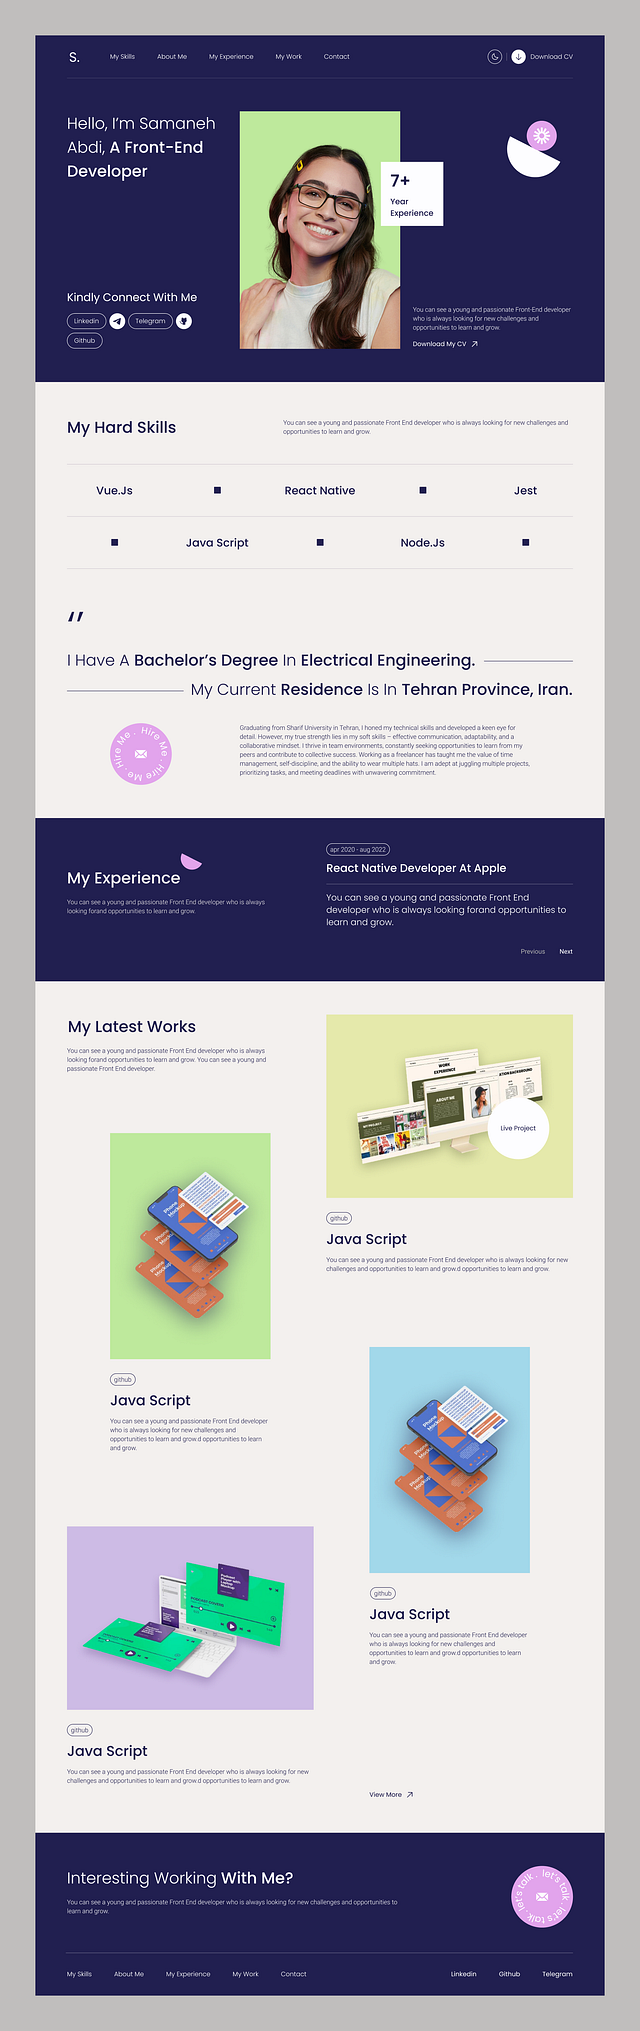 S.
My Skills
About Me
My Experience
My Work
Contact
Download CV
Hello, I'm Samaneh
Abdi, A Front-End
Developer
7+
Year
Experience
Kindly Connect With Me
Linkedin
Telegram
Github
You can see a young and passionate Front-End developer
who is always looking for new challenges and
opportunities to learn and grow.
Download My CV
My Hard Skills
You can see a young and passionate Front End developer who is always looking for new challenges and
opportunities to learn and grow.
Vue.Js
React Native
Jest
Java Script
Node.Js
“
I Have A Bachelor's Degree In Electrical Engineering.
My Current Residence Is In Tehran Province, Iran.
Hire Me . Hire Me . Hire Me .
Graduating from Sharif University in Tehran, I honed my technical skills and developed a keen eye for
detail. However, my true strength lies in my soft skills – effective communication, adaptability, and a
collaborative mindset. I thrive in team environments, constantly seeking opportunities to learn from my
peers and contribute to collective success. Working as a freelancer has taught me the value of time
management, self-discipline, and the ability to wear multiple hats. I am adept at juggling multiple projects,
prioritizing tasks, and meeting deadlines with unwavering commitment.
apr 2020 - aug 2022
My Experience
React Native Developer At Apple
You can see a young and passionate Front End developer who is always
looking forand opportunities to learn and grow.
You can see a young and passionate Front End
developer who is always looking forand opportunities to
learn and grow.
Previous
Next
My Latest Works
You can see a young and passionate Front End developer who is always
looking forand opportunities to learn and grow. You can see a young and
passionate Front End developer.
WORK
EXPERIENCE
ABOUT ME
MY PROJECT
Live Project
github
Java Script
You can see a young and passionate Front End developer who is always looking for new
challenges and opportunities to learn and grow.d opportunities to learn and grow.
Phone
Mockup
Phone
Mockup
Phone
Mockup
github
Java Script
You can see a young and passionate Front End developer
who is always looking for new challenges and
opportunities to learn and grow.d opportunities to learn
and grow.
Phone
Mockup
Phone
Mockup
Phone
Mockup
github
Java Script
You can see a young and passionate Front End developer
who is always looking for new challenges and
opportunities to learn and grow.d opportunities to learn
and grow.
github
Java Script
You can see a young and passionate Front End developer who is always looking for new
challenges and opportunities to learn and grow.d opportunities to learn and grow.
View More
Interesting Working With Me?
You can see a young and passionate Front End developer who is always looking for new challenges and opportunities to
learn and grow.
let's talk . let's talk . let's talk .
My Skills
About Me
My Experience
My Work
Contact
Linkedin
Github
Telegram